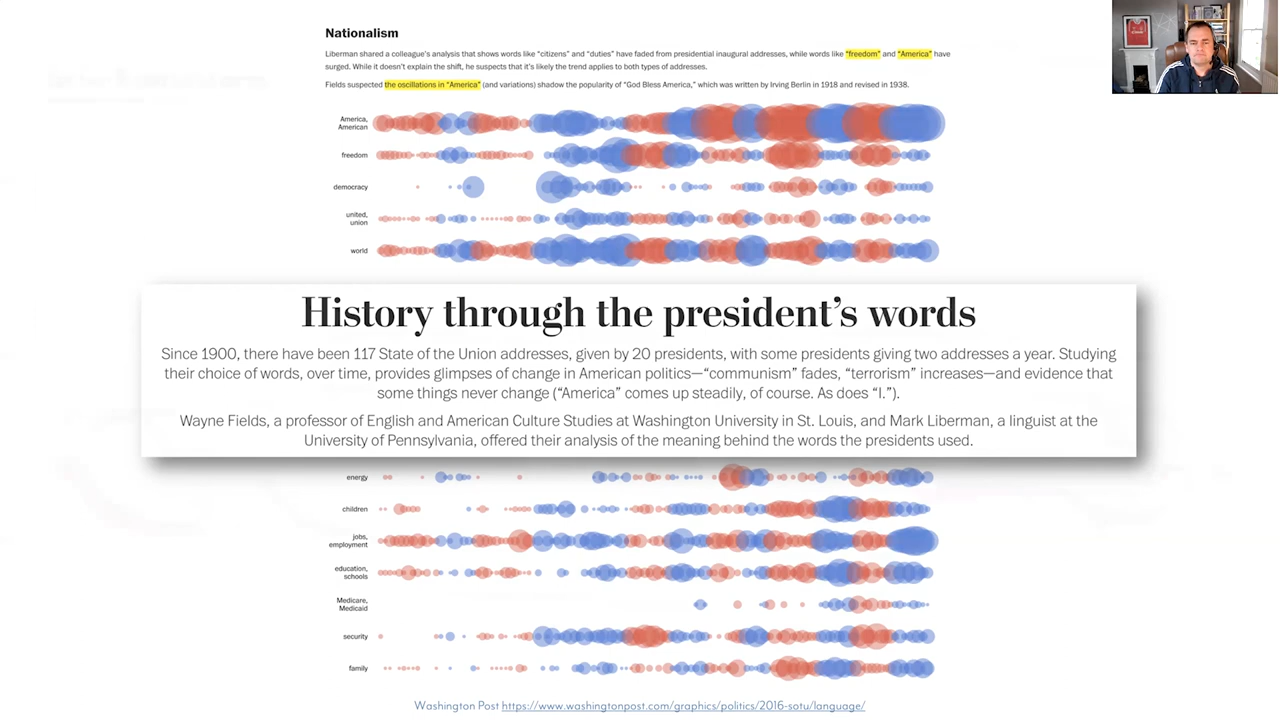 Nationalism
Liberman shared a colleague's analysis that shows words like "citizens" and "duties" have faded from presidential inaugural addresses, while words like "freedom" and "America" have
surged. While it doesn't explain the shift, he suspects that it's likely the trend applies to both types of addresses.
Fields suspected the oscillations in "America" (and variations) shadow the popularity of "God Bless America," which was written by Irving Berlin in 1918 and revised in 1938.
America,
American
freedom
democracy
united,
union
world
History through the president's words
Since 1900, there have been 117 State of the Union addresses, given by 20 presidents, with some presidents giving two addresses a year. Studying
their choice of words, over time, provides glimpses of change in American politics—"communism" fades, "terrorism" increases—and evidence that
some things never change ("America" comes up steadily, of course. As does "I.").
Wayne Fields, a professor of English and American Culture Studies at Washington University in St. Louis, and Mark Liberman, a linguist at the
University of Pennsylvania, offered their analysis of the meaning behind the words the presidents used.
energy
children
jobs,
employment
education,
schools
Medicare,
Medicaid
security
family
Washington Post https://www.washingtonpost.com/graphics/politics/2016-sotu/language/